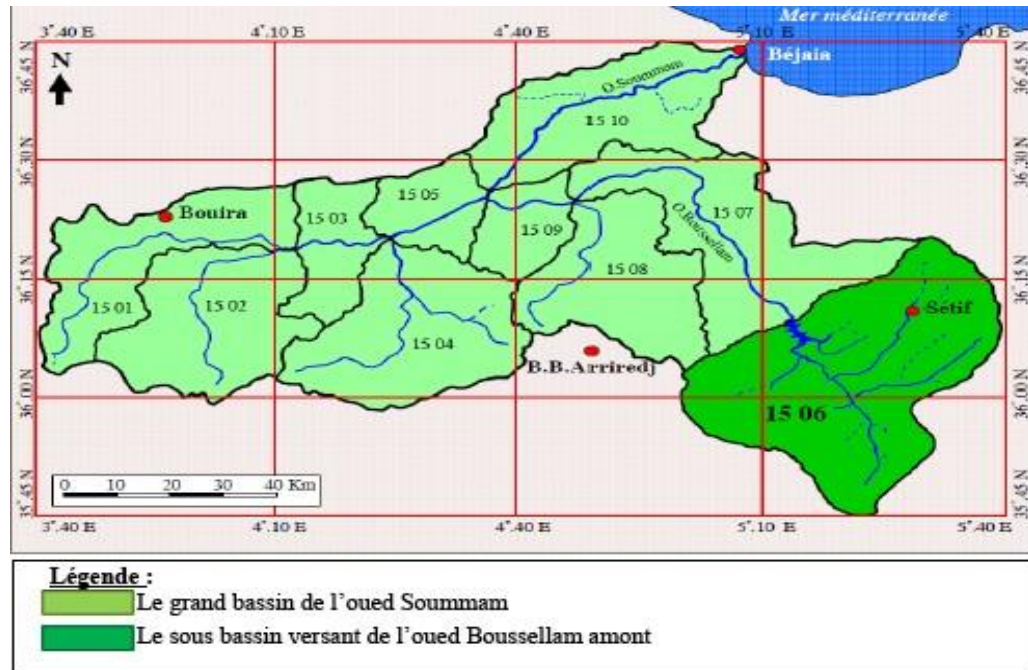 Mer méditerranée
3°.40 E 4°.10 E 4°.40 E 5°.10 E 5°.40 E
36°.45 N
36°.45 N
N
Béjaia
O.Soummam
15 10
36°.30 N
36°.30 N
15 05
15 07
Bouira
15 03
15 09
O.Boussellam
15 08
36°.15 N
36°.15 N
15 01
15 02
Sétif
15 04
B.B.Arriredj
36°.00 N
36°.00 N
15 06
35°.45 N
35°.45 N
0 10 20 30 40 Km
3°.40 E 4°.10 E 4°.40 E 5°.10 E 5°.40 E
Légende :
Le grand bassin de l’oued Soummam
Le sous bassin versant de l’oued Boussellam amont